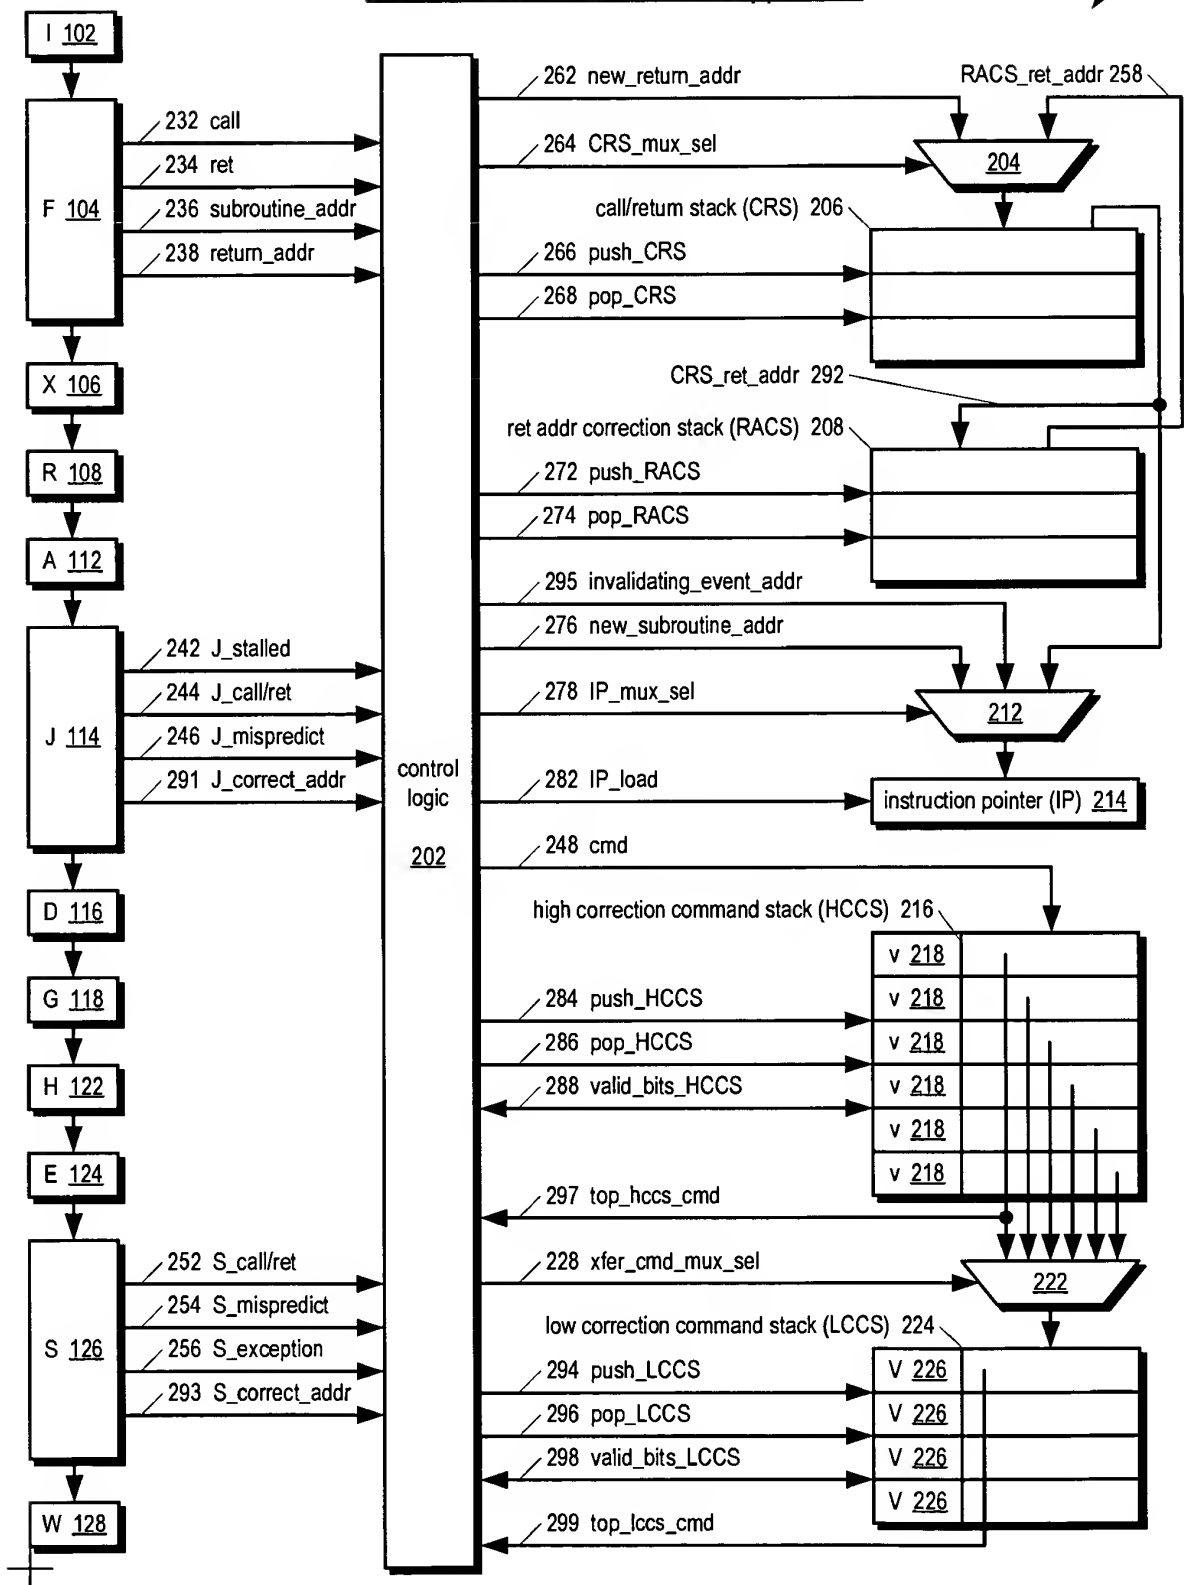 I 102
F 104
X 106
R 108
A 112
J 114
D 116
G 118
H 122
E 124
S 126
W 128
232 call
234 ret
236 subroutine_addr
238 return_addr
242 J_stalled
244 J_call/ret
246 J_mispredict
291 J_correct_addr
252 S_call/ret
254 S_mispredict
256 S_exception
293 S_correct_addr
control
logic
202
262 new_return_addr
RACS_ret_addr 258
264 CRS_mux_sel
204
call/return stack (CRS) 206
266 push_CRS
268 pop_CRS
CRS_ret_addr 292
ret addr correction stack (RACS) 208
272 push_RACS
274 pop_RACS
295 invalidating_event_addr
276 new_subroutine_addr
278 IP_mux_sel
212
282 IP_load
instruction pointer (IP) 214
248 cmd
high correction command stack (HCCS) 216
v 218
v 218
v 218
v 218
v 218
v 218
284 push_HCCS
286 pop_HCCS
288 valid_bits_HCCS
297 top_hccs_cmd
228 xfer_cmd_mux_sel
222
low correction command stack (LCCS) 224
V 226
V 226
V 226
V 226
294 push_LCCS
296 pop_LCCS
298 valid_bits_LCCS
299 top_lccs_cmd